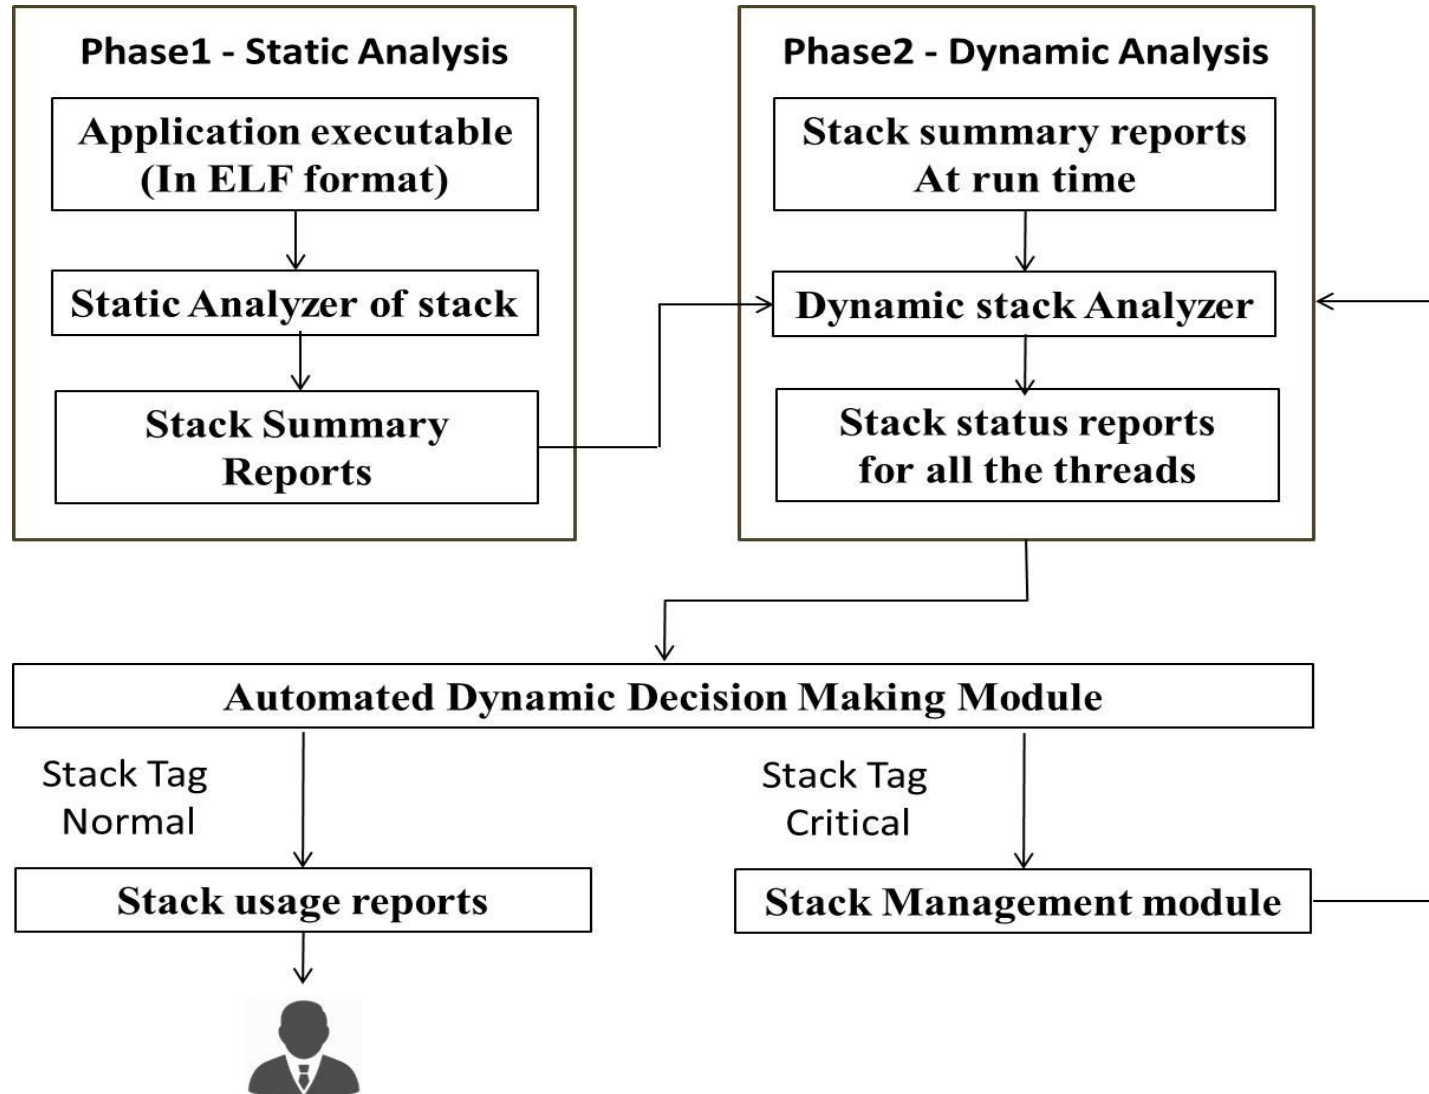 Phase1 - Static Analysis
Application executable
(In ELF format)
Static Analyzer of stack
Stack Summary
Reports
Phase2 - Dynamic Analysis
Stack summary reports
At run time
Dynamic stack Analyzer
Stack status reports
for all the threads
Automated Dynamic Decision Making Module
Stack Tag
Normal
Stack usage reports
Stack Tag
Critical
Stack Management module